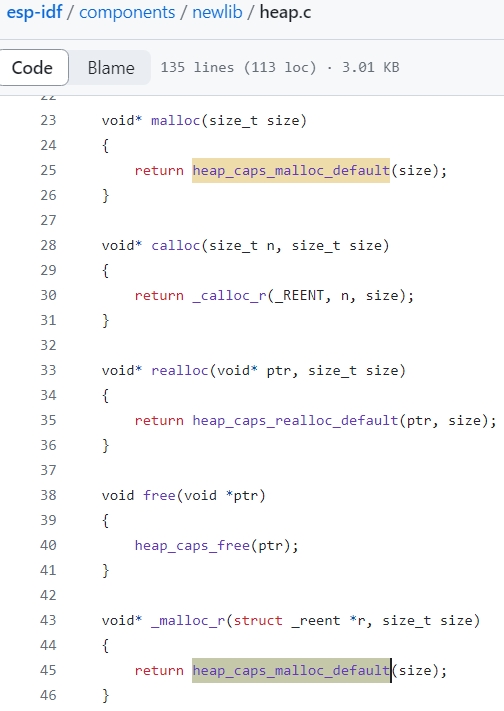 esp-idf / components / newlib / heap.c
Code Blame 135 lines (113 loc) · 3.01 KB
22
23 void* malloc(size_t size)
24 {
25 return heap_caps_malloc_default(size);
26 }
27
28 void* calloc(size_t n, size_t size)
29 {
30 return _calloc_r(_REENT, n, size);
31 }
32
33 void* realloc(void* ptr, size_t size)
34 {
35 return heap_caps_realloc_default(ptr, size);
36 }
37
38 void free(void *ptr)
39 {
40 heap_caps_free(ptr);
41 }
42
43 void* _malloc_r(struct _reent *r, size_t size)
44 {
45 return heap_caps_malloc_default(size);
46 }